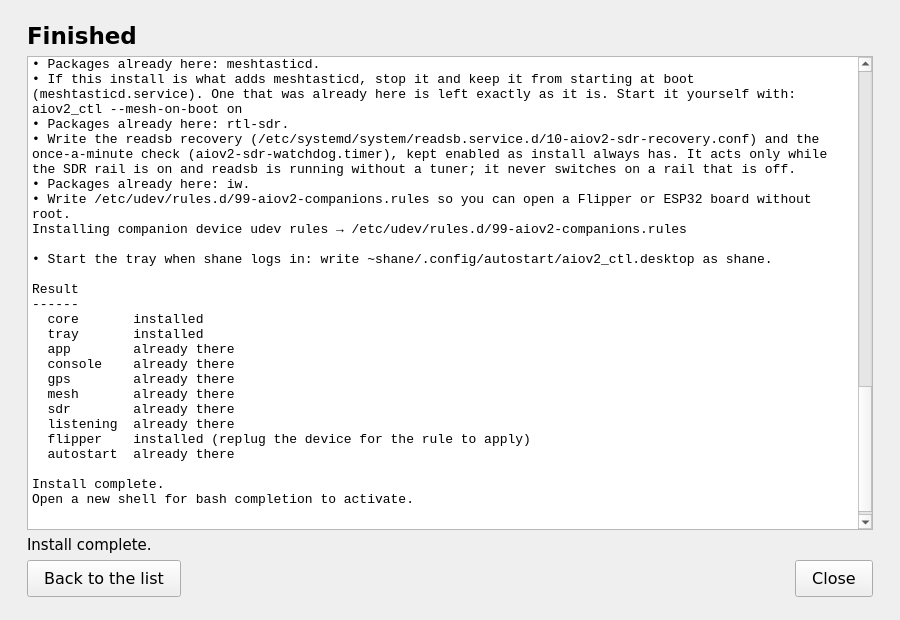 Finished
• Packages already here: meshtasticd.
• If this install is what adds meshtasticd, stop it and keep it from starting at boot
(meshtasticd.service). One that was already here is left exactly as it is. Start it yourself with:
aiov2_ctl --mesh-on-boot on
• Packages already here: rtl-sdr.
• Write the readsb recovery (/etc/systemd/system/readsb.service.d/10-aiov2-sdr-recovery.conf) and the
once-a-minute check (aiov2-sdr-watchdog.timer), kept enabled as install always has. It acts only while
the SDR rail is on and readsb is running without a tuner; it never switches on a rail that is off.
• Packages already here: iw.
• Write /etc/udev/rules.d/99-aiov2-companions.rules so you can open a Flipper or ESP32 board without
root.
Installing companion device udev rules → /etc/udev/rules.d/99-aiov2-companions.rules
• Start the tray when shane logs in: write ~shane/.config/autostart/aiov2_ctl.desktop as shane.
Result
------
core installed
tray installed
app already there
console already there
gps already there
mesh already there
sdr already there
listening already there
flipper installed (replug the device for the rule to apply)
autostart already there
Install complete.
Open a new shell for bash completion to activate.
Install complete.
Back to the list
Close